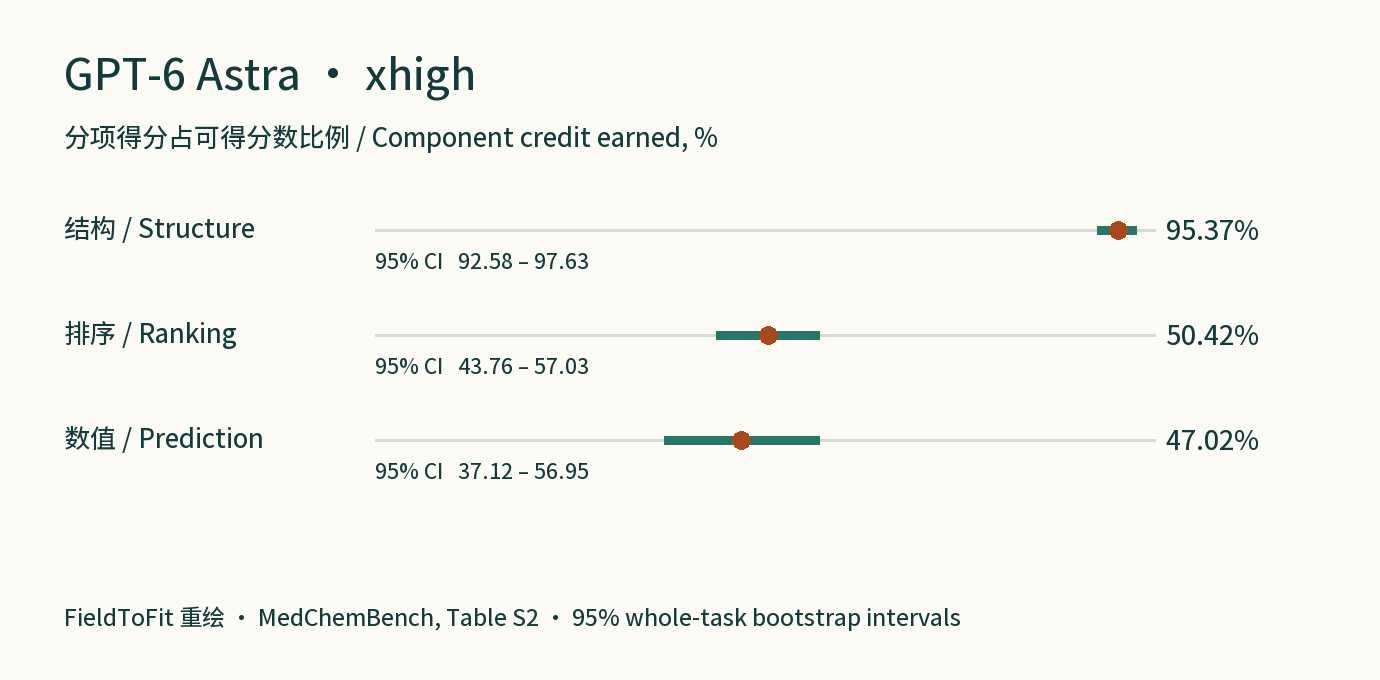 GPT-6 Astra · xhigh
分项得分占可得分数比例 / Component credit earned, %
结构 / Structure
95.37%
95% CI 92.58 – 97.63
排序 / Ranking
50.42%
95% CI 43.76 – 57.03
数值 / Prediction
47.02%
95% CI 37.12 – 56.95
FieldToFit 重绘 · MedChemBench, Table S2 · 95% whole-task bootstrap intervals